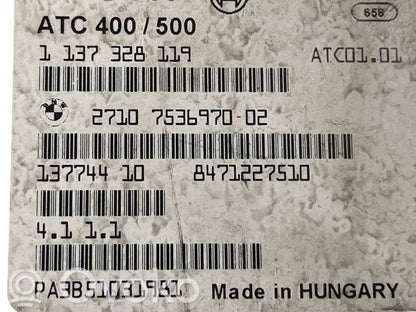 658
ATC 400 / 500
1 137 328 119
ATC01.01
2710 7536970-02
137744 10 8471227510
4.1 1.1
PA3B51031981 Made in HUNGARY